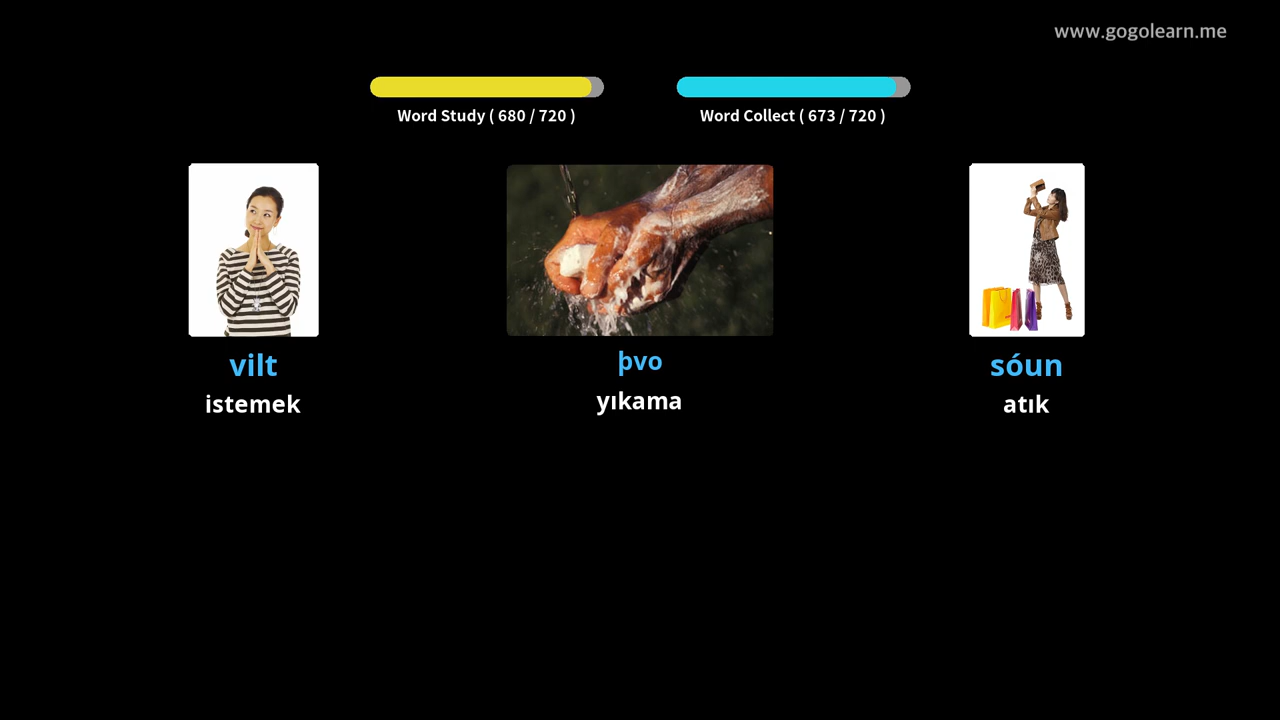 www.gogolearn.me
Word Study ( 680 / 720 )
Word Collect ( 673 / 720 )
vilt
istemek
þvo
yıkama
sóun
atık